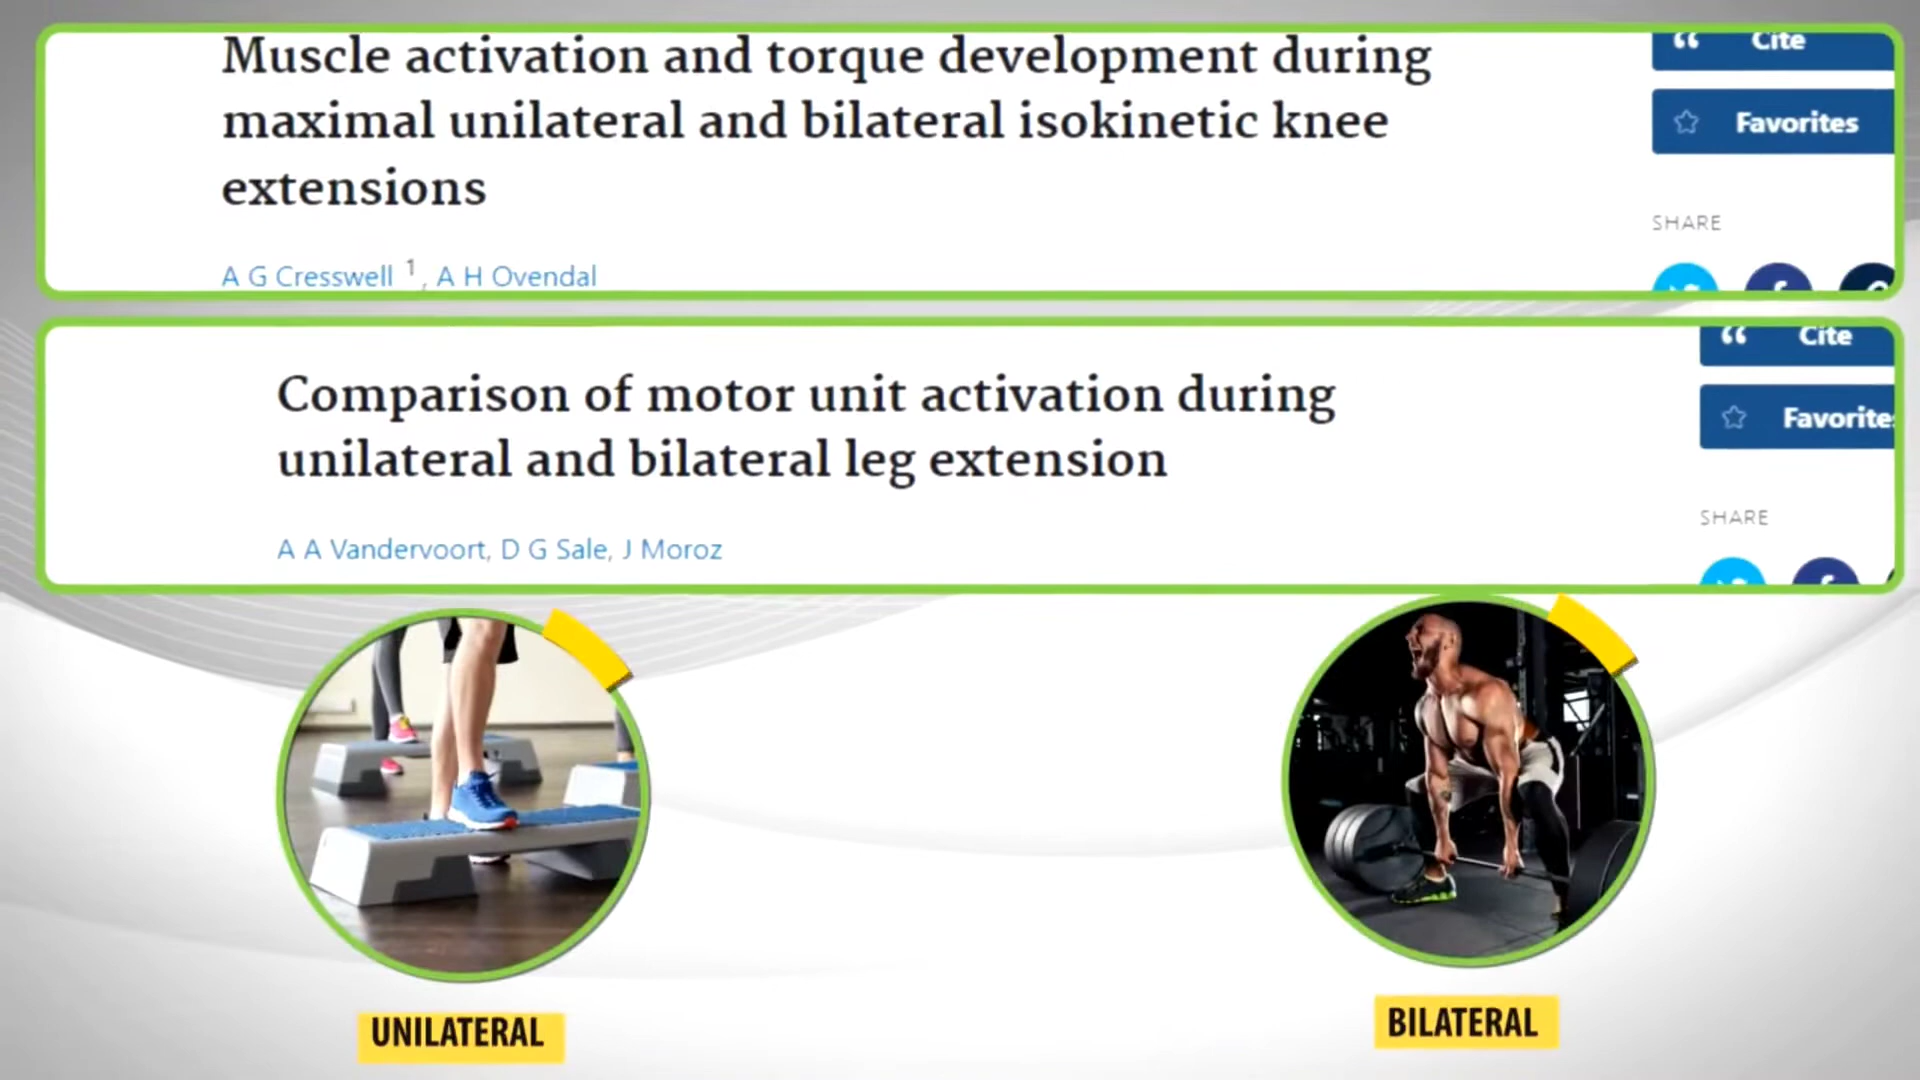 Muscle activation and torque development during
maximal unilateral and bilateral isokinetic knee
extensions
A G Cresswell 1, A H Ovendal
“ Cite
Favorites
SHARE
Comparison of motor unit activation during
unilateral and bilateral leg extension
A A Vandervoort, D G Sale, J Moroz
“ Cite
Favorites
SHARE
UNILATERAL
BILATERAL